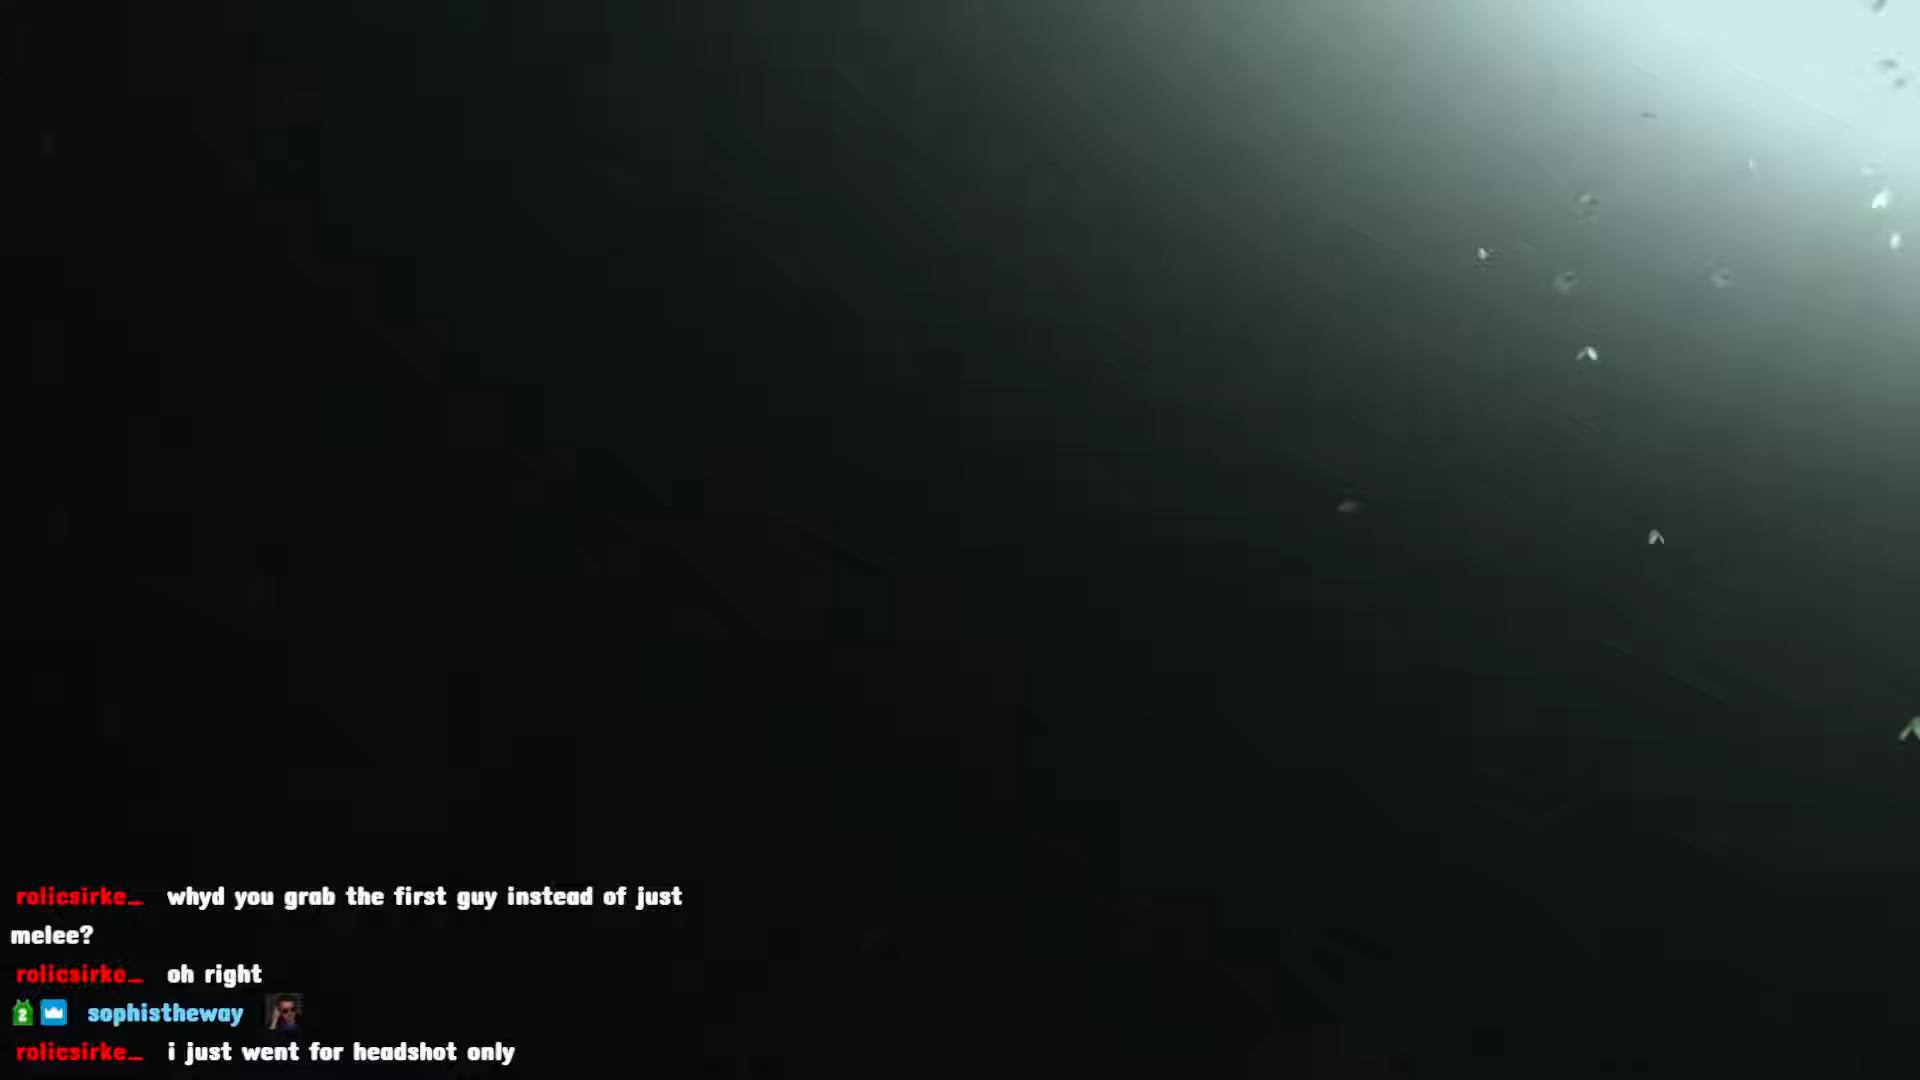 rolicsirke_ whyd you grab the first guy instead of just
melee?
rolicsirke_ oh right
2 sophistheway
rolicsirke_ i just went for headshot only